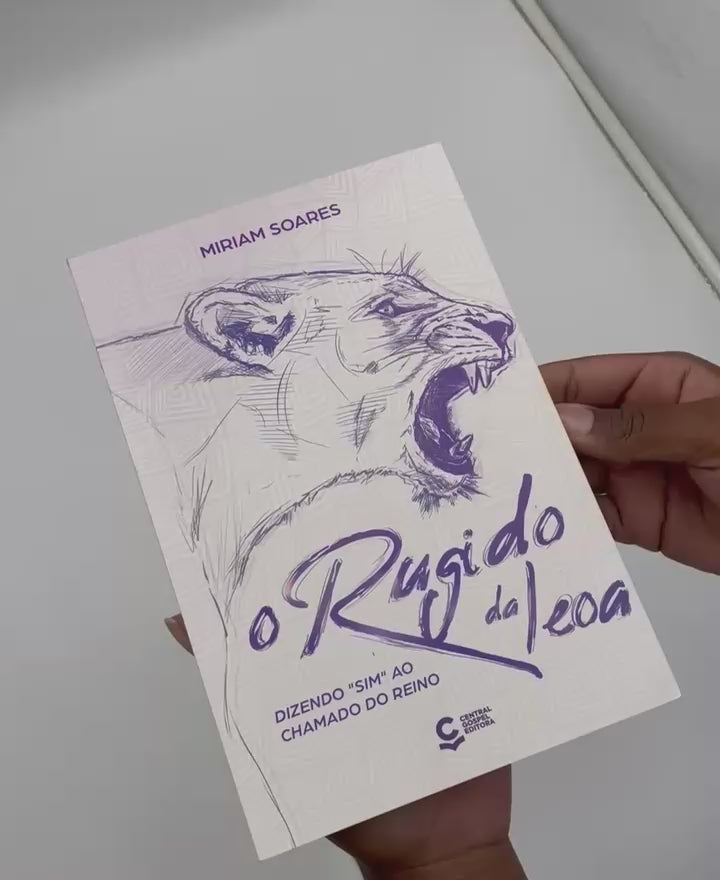 MIRIAM SOARES
o Rugido
da leoa
DIZENDO "SIM" AO
CHAMADO DO REINO
CENTRAL
GOSPEL
EDITORA